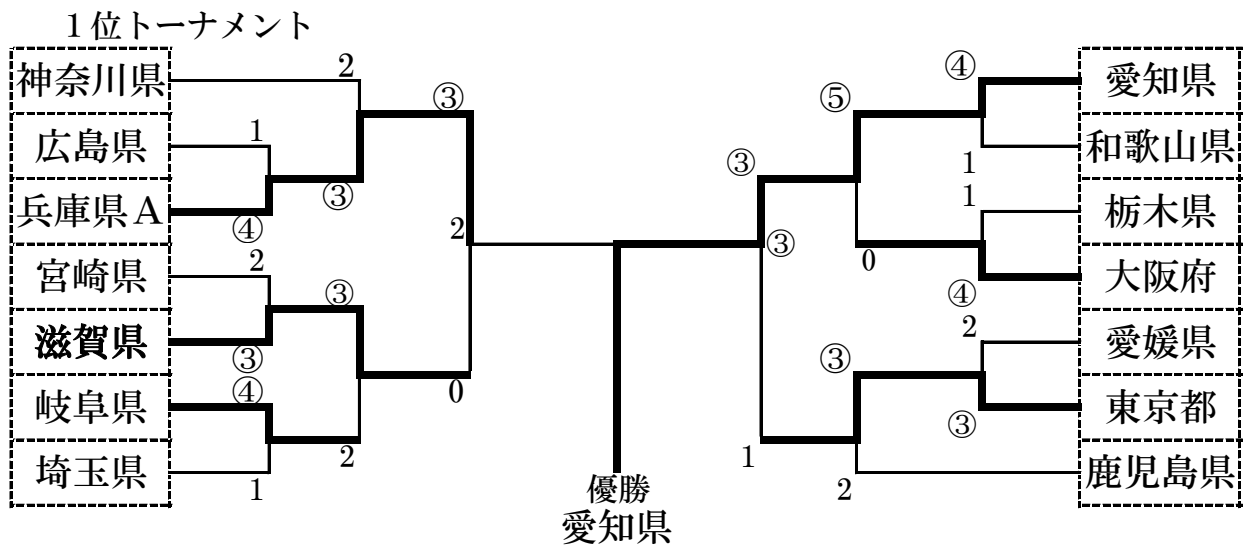 １位トーナメント
神奈川県
広島県
兵庫県Ａ
宮崎県
滋賀県
岐阜県
埼玉県
2
1
③
④
③
2
③
③
④
2
1
2
0
④
⑤
③
1
1
③
0
④
2
③
③
1
2
愛知県
和歌山県
栃木県
大阪府
愛媛県
東京都
鹿児島県
優勝
愛知県